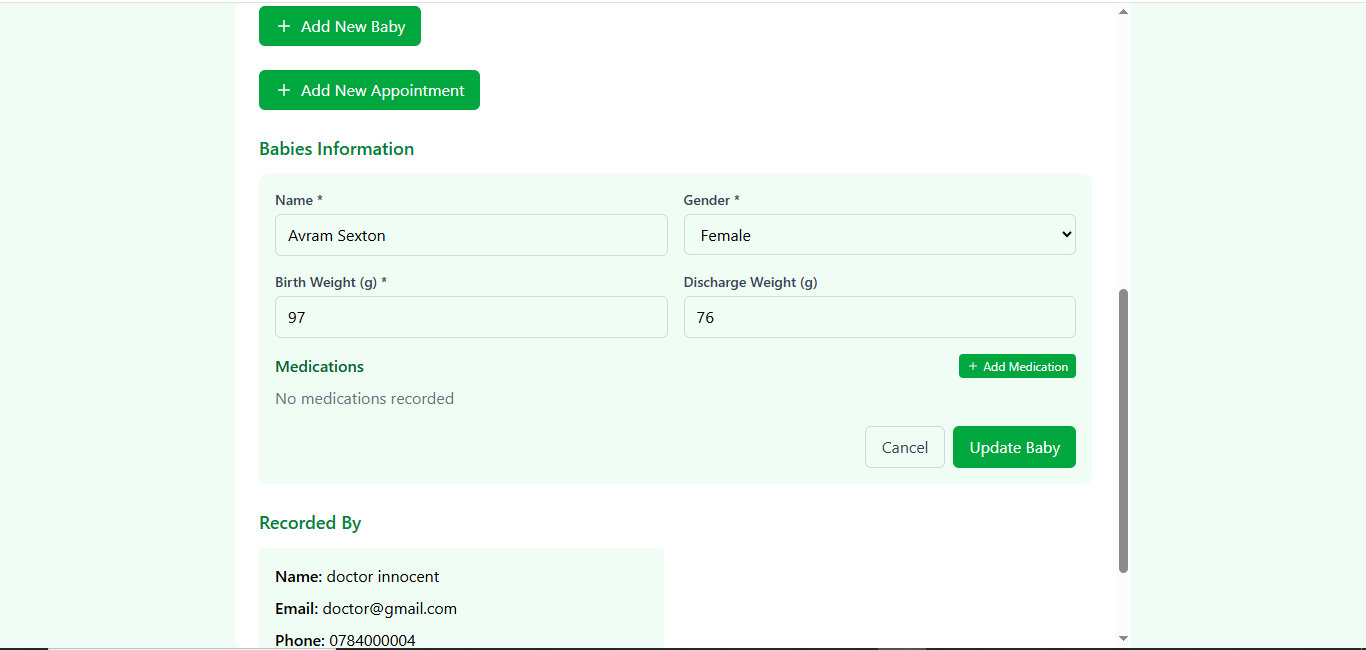 + Add New Baby
+ Add New Appointment
Babies Information
Name * Gender *
Avram Sexton Female
Birth Weight (g) * Discharge Weight (g)
97 76
Medications + Add Medication
No medications recorded
Cancel Update Baby
Recorded By
Name: doctor innocent
Email: doctor@gmail.com
Phone: 0784000004